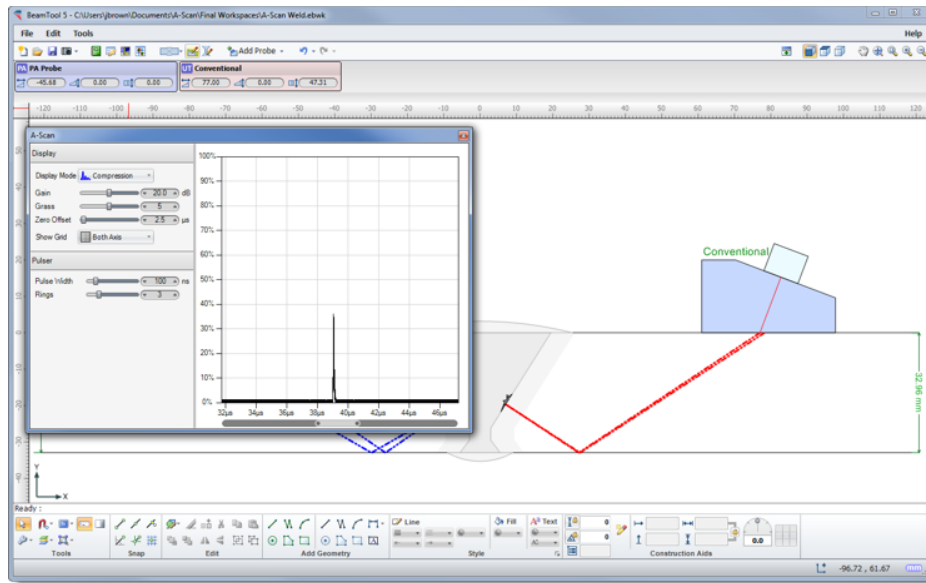 BeamTool 5 - C:\Users\jbrown\Documents\A-Scan\Final Workspaces\A-Scan Weld.ebwk
File Edit Tools Help
Add Probe
PA PA Probe UT Conventional
-45.68 0.00 0.00 77.00 0.00 47.31
-120 -110 -100 -90 -80 -70 -60 -50 -40 -30 -20 -10 0 10 20 30 40 50 60 70 80 90 100 110 120
A-Scan
Display
Display Mode Compression
Gain 20.0 dB
Grass 5
Zero Offset 2.5 µs
Show Grid Both Axis
Pulser
Pulse Width 100 ns
Rings 3
100%
90%
80%
70%
60%
50%
40%
30%
20%
10%
0%
32µs 34µs 36µs 38µs 40µs 42µs 44µs 46µs
Conventional
32.96 mm
Y
X
Ready :
Line Fill Text 0
0
0.0
Tools Snap Edit Add Geometry Style Construction Aids
-96.72 , 61.67 mm